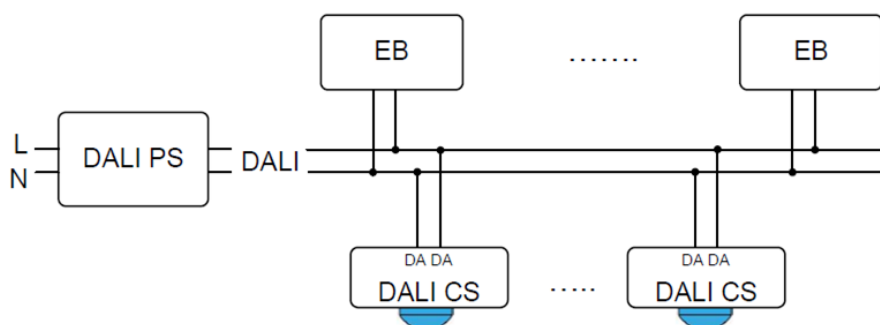 EB
.......
EB
L
N
DALI PS
DALI
DA DA
DALI CS
.....
DA DA
DALI CS